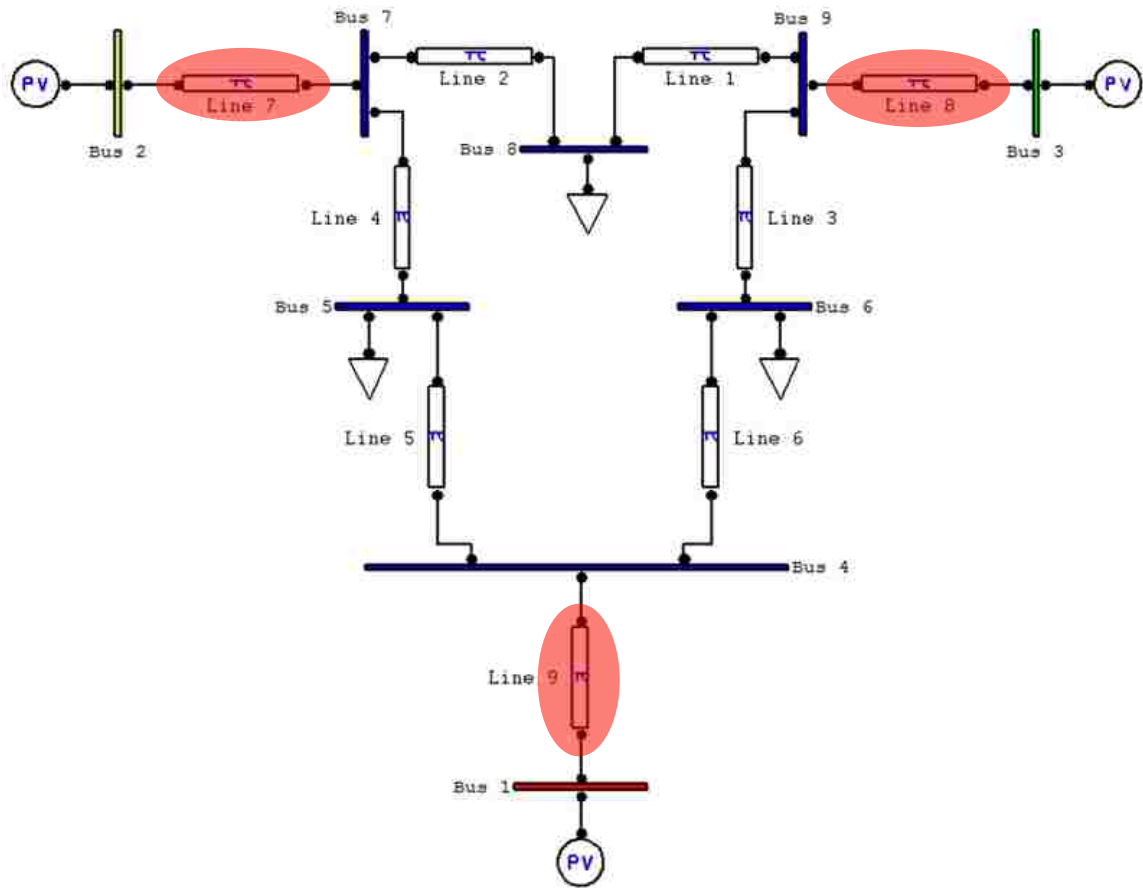 Bus 7
Bus 9
π
Line 2
π
Line 1
PV
π
Line 7
π
Line 8
PV
Bus 2
Bus 8
Bus 3
Line 4
π
π
Line 3
Bus 5
Bus 6
Line 5
π
π
Line 6
Bus 4
Line 9
π
Bus 1
PV